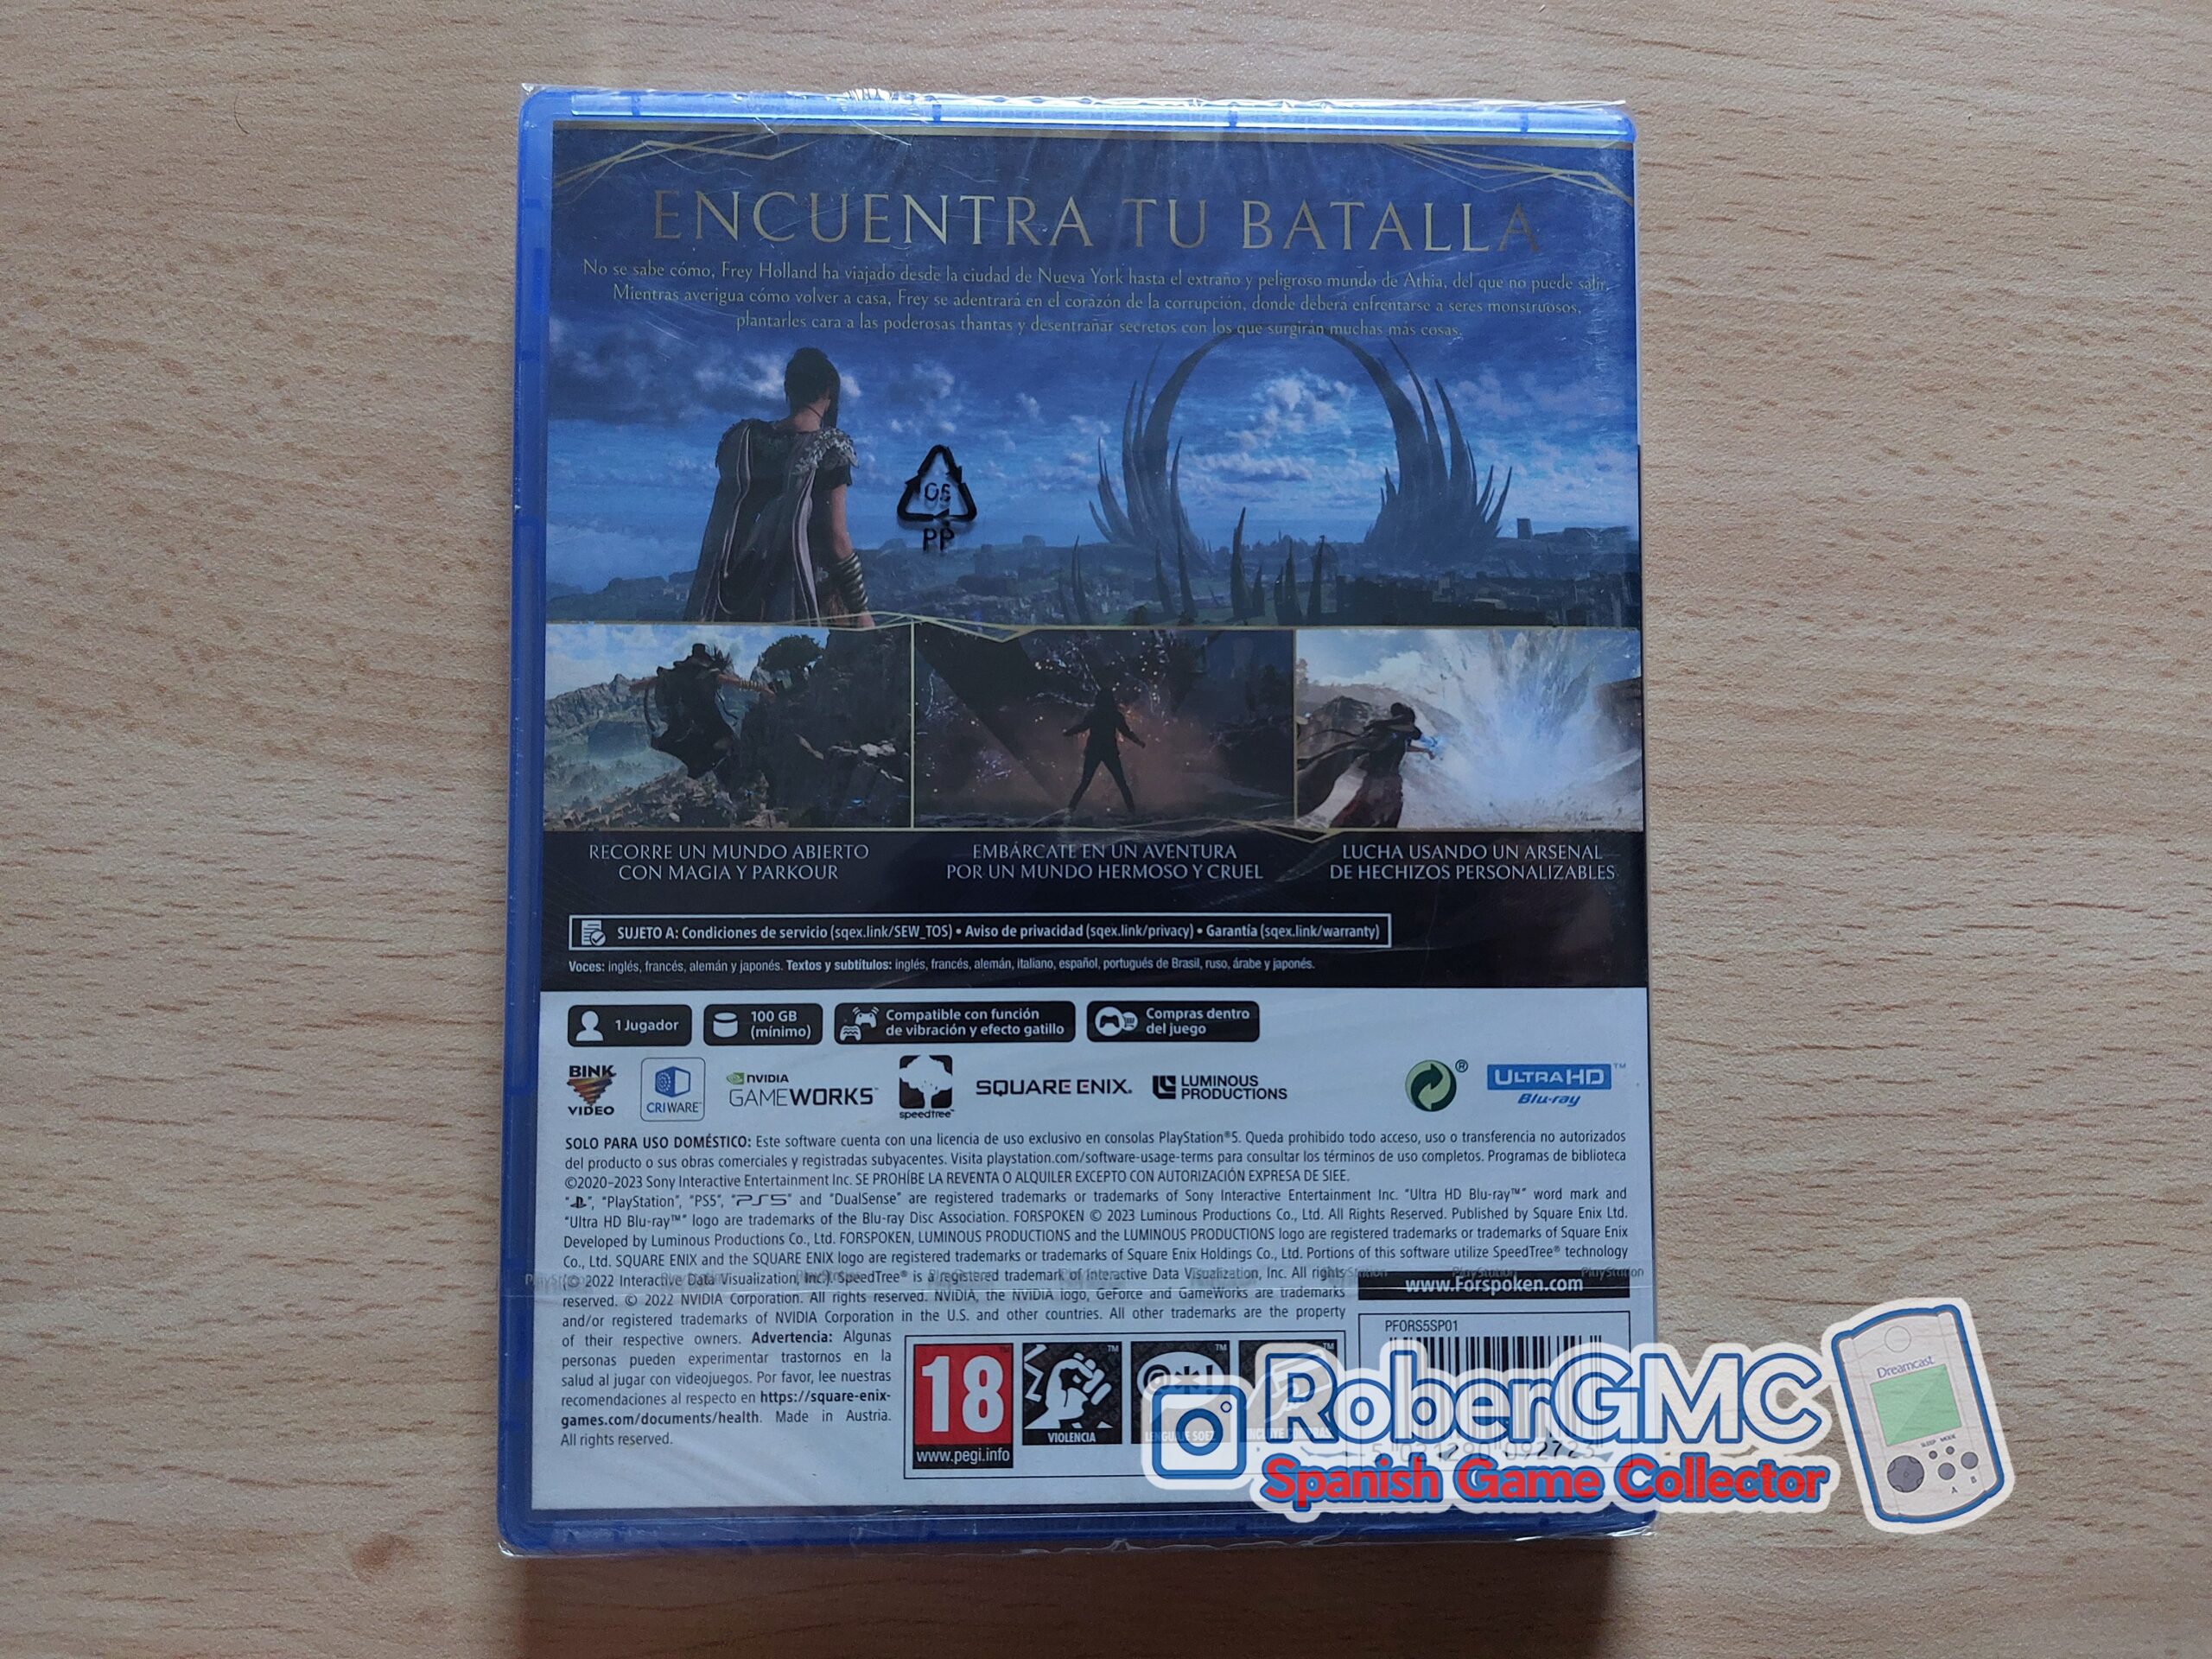 ENCUENTRA TU BATALLA
No se sabe cómo, Frey Holland ha viajado desde la ciudad de Nueva York hasta el extraño y peligroso mundo de Athia, del que no puede salir.
Mientras averigua cómo volver a casa, Frey se adentrará en el corazón de la corrupción, donde deberá enfrentarse a seres monstruosos,
plantarles cara a las poderosas thantas y desentrañar secretos con los que surgirán muchas más cosas.
05
PP
RECORRE UN MUNDO ABIERTO
CON MAGIA Y PARKOUR
EMBÁRCATE EN UN AVENTURA
POR UN MUNDO HERMOSO Y CRUEL
LUCHA USANDO UN ARSENAL
DE HECHIZOS PERSONALIZABLES
SUJETO A: Condiciones de servicio (sqex.link/SEW_TOS) • Aviso de privacidad (sqex.link/privacy) • Garantía (sqex.link/warranty)
Voces: inglés, francés, alemán y japonés. Textos y subtítulos: inglés, francés, alemán, italiano, español, portugués de Brasil, ruso, árabe y japonés.
1 Jugador
100 GB
(mínimo)
Compatible con función
de vibración y efecto gatillo
Compras dentro
del juego
BINK
VIDEO
CRIWARE
NVIDIA
GAMEWORKS™
speedtree™
SQUARE ENIX.
LUMINOUS
PRODUCTIONS
®
ULTRA HD™
Blu-ray
SOLO PARA USO DOMÉSTICO: Este software cuenta con una licencia de uso exclusivo en consolas PlayStation®5. Queda prohibido todo acceso, uso o transferencia no autorizados
del producto o sus obras comerciales y registradas subyacentes. Visita playstation.com/software-usage-terms para consultar los términos de uso completos. Programas de biblioteca
©2020-2023 Sony Interactive Entertainment Inc. SE PROHÍBE LA REVENTA O ALQUILER EXCEPTO CON AUTORIZACIÓN EXPRESA DE SIEE.
" ", "PlayStation", "PS5", "PS5" and "DualSense" are registered trademarks or trademarks of Sony Interactive Entertainment Inc. "Ultra HD Blu-ray™" word mark and
"Ultra HD Blu-ray™" logo are trademarks of the Blu-ray Disc Association. FORSPOKEN © 2023 Luminous Productions Co., Ltd. All Rights Reserved. Published by Square Enix Ltd.
Developed by Luminous Productions Co., Ltd. FORSPOKEN, LUMINOUS PRODUCTIONS and the LUMINOUS PRODUCTIONS logo are registered trademarks or trademarks of Square Enix
Co., Ltd. SQUARE ENIX and the SQUARE ENIX logo are registered trademarks or trademarks of Square Enix Holdings Co., Ltd. Portions of this software utilize SpeedTree® technology
(© 2022 Interactive Data Visualization, Inc.). SpeedTree® is a registered trademark of Interactive Data Visualization, Inc. All rights
reserved. © 2022 NVIDIA Corporation. All rights reserved. NVIDIA, the NVIDIA logo, GeForce and GameWorks are trademarks
and/or registered trademarks of NVIDIA Corporation in the U.S. and other countries. All other trademarks are the property
of their respective owners. Advertencia: Algunas
personas pueden experimentar trastornos en la
salud al jugar con videojuegos. Por favor, lee nuestras
recomendaciones al respecto en https://square-enix-
games.com/documents/health. Made in Austria.
All rights reserved.
PlayStation PlayStation PlayStation
www.Forspoken.com
PFORS5SP01
18
www.pegi.info
VIOLENCIA
LENGUAJE SOEZ
5 021290 092723
RoberGMC
Spanish Game Collector
Dreamcast
SLEEP MODE
A
B